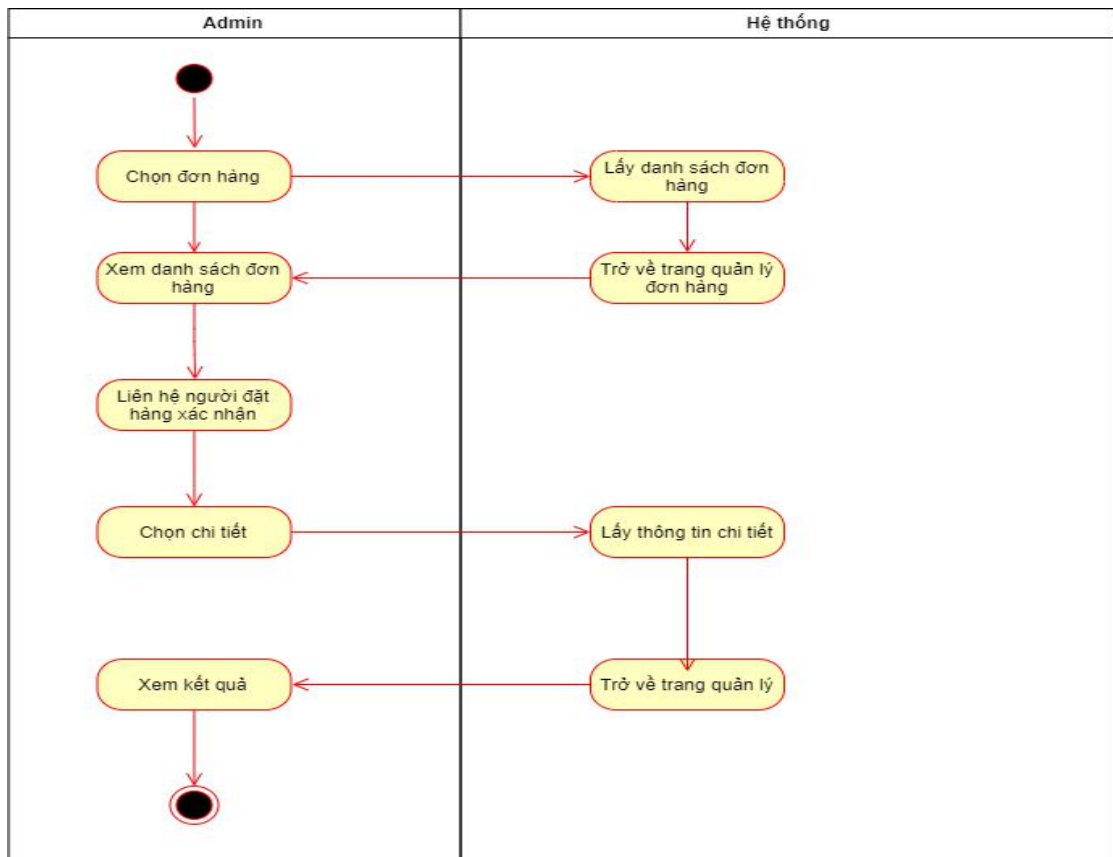 Admin
Hệ thống
Chọn đơn hàng
Lấy danh sách đơn
hàng
Xem danh sách đơn
hàng
Trở về trang quản lý
đơn hàng
Liên hệ người đặt
hàng xác nhận
Chọn chi tiết
Lấy thông tin chi tiết
Xem kết quả
Trở về trang quản lý